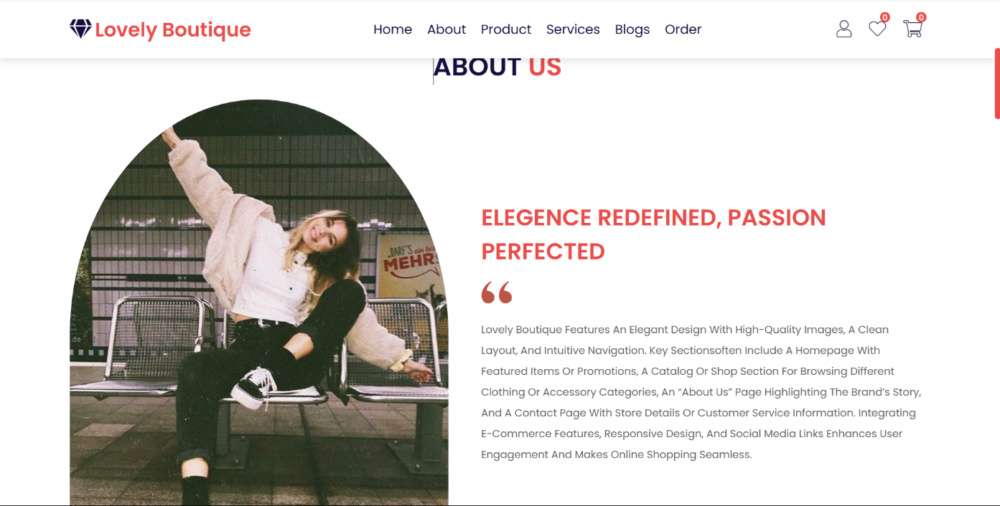 Lovely Boutique
Home About Product Services Blogs Order
0 0
ABOUT US
DARF'S ein bis
MEHR
.de
ELEGENCE REDEFINED, PASSION
PERFECTED
“
Lovely Boutique Features An Elegant Design With High-Quality Images, A Clean
Layout, And Intuitive Navigation. Key Sectionsoften Include A Homepage With
Featured Items Or Promotions, A Catalog Or Shop Section For Browsing Different
Clothing Or Accessory Categories, An “About Us” Page Highlighting The Brand’s Story,
And A Contact Page With Store Details Or Customer Service Information. Integrating
E-Commerce Features, Responsive Design, And Social Media Links Enhances User
Engagement And Makes Online Shopping Seamless.